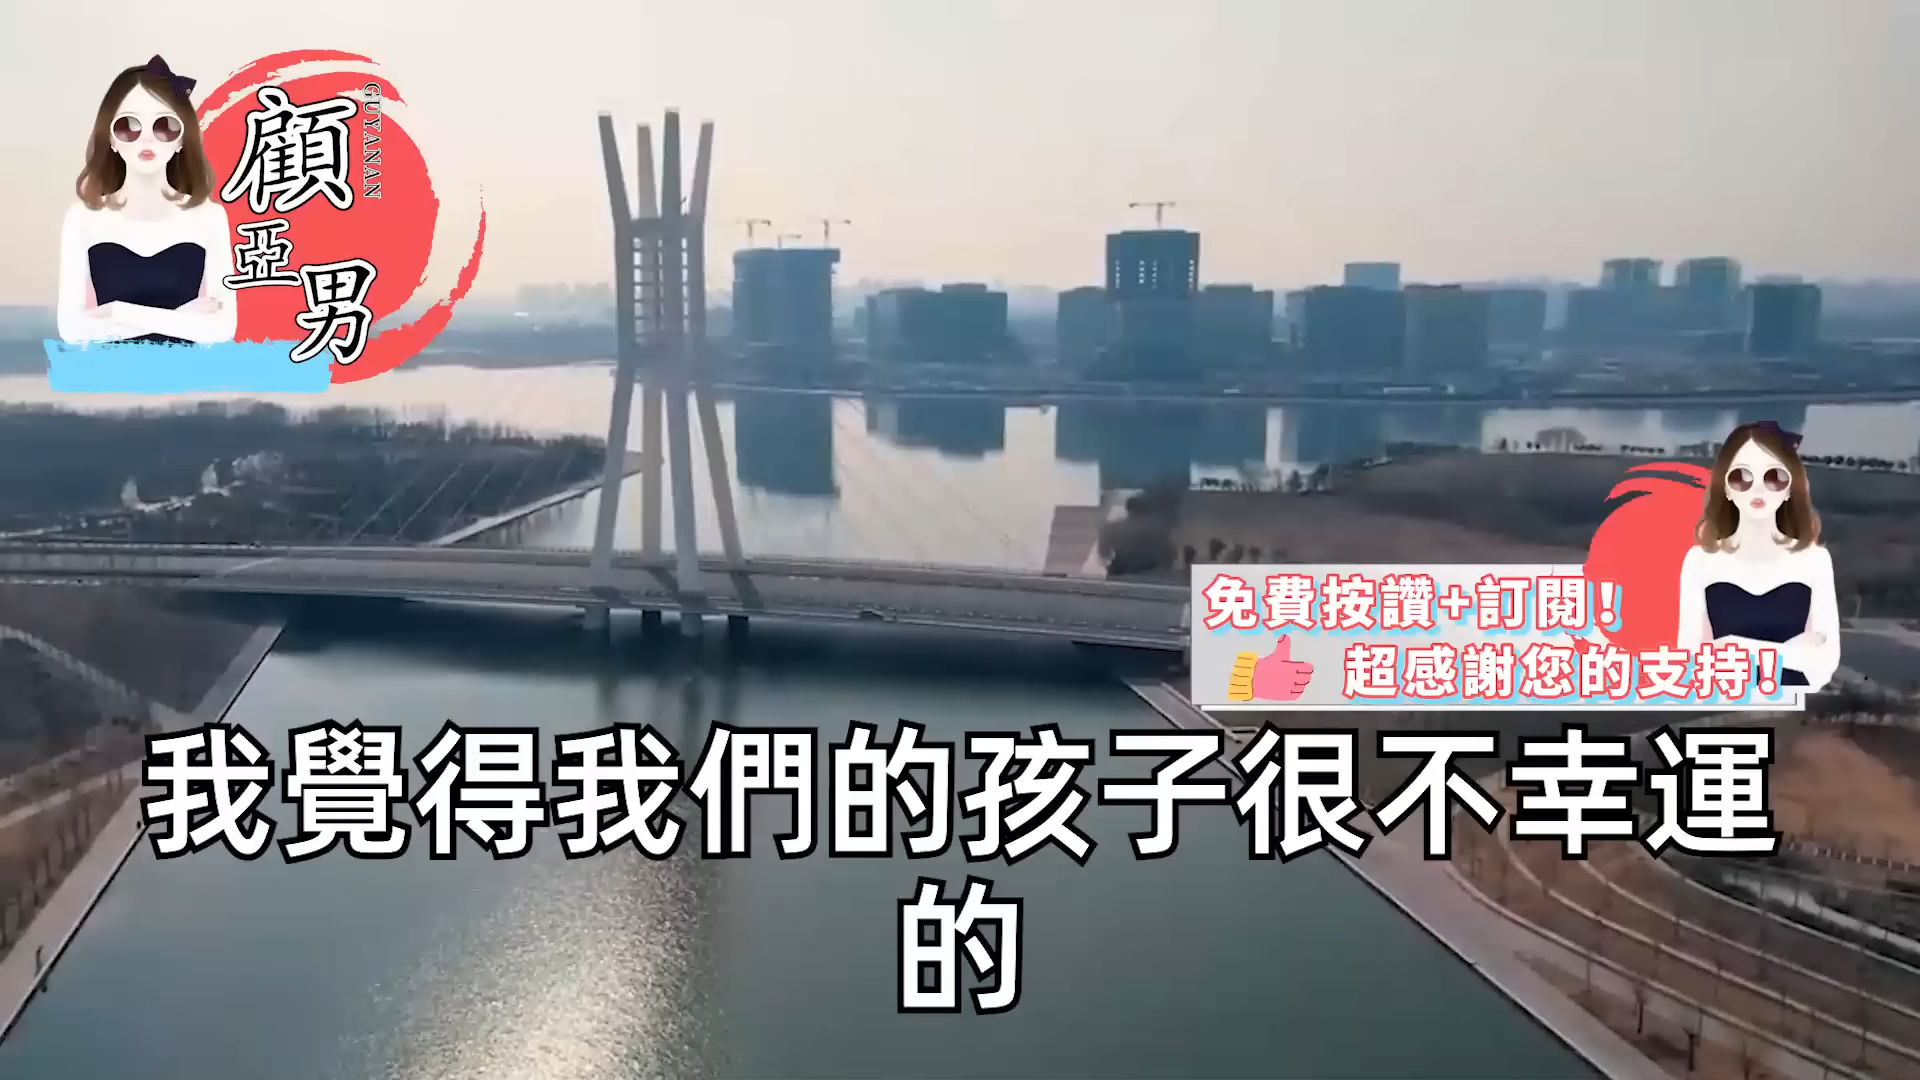 顧亞男
GUYANAN
免費按讚+訂閱！
超感謝您的支持！
我覺得我們的孩子很不幸運
的